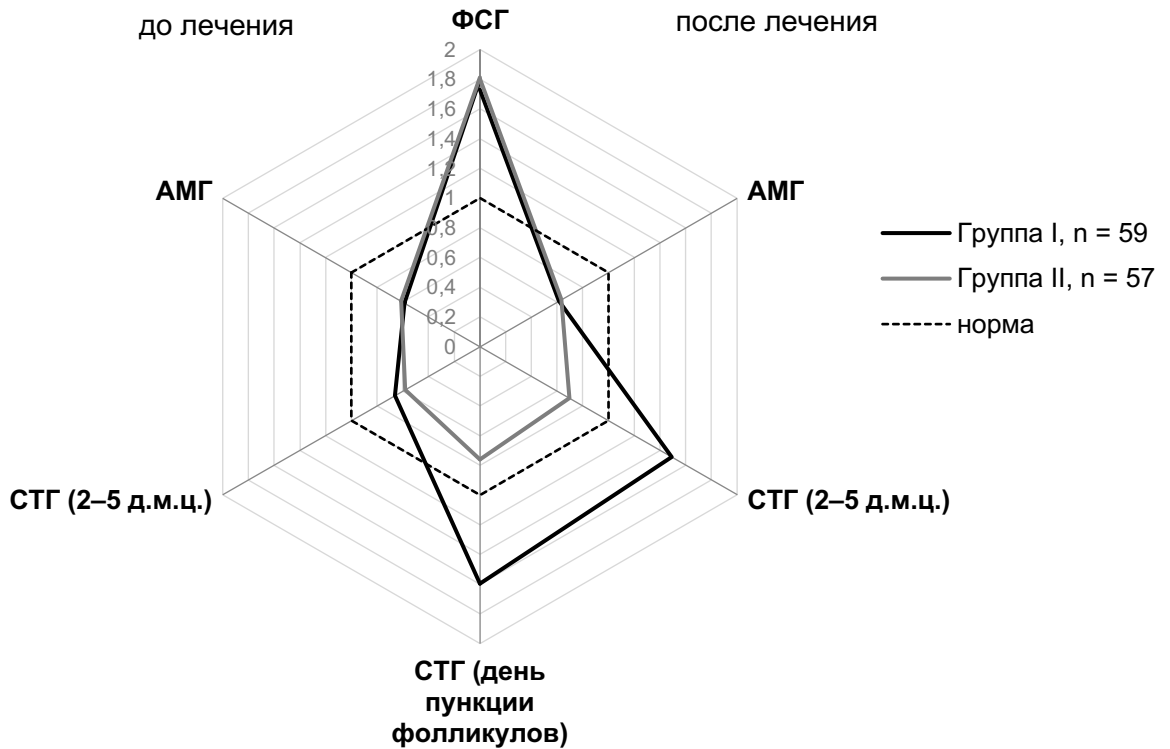 до лечения
ФСГ
после лечения
2
1,8
1,6
1,4
1,2
1
0,8
0,6
0,4
0,2
0
АМГ
АМГ
Группа I, n = 59
Группа II, n = 57
норма
СТГ (2–5 д.м.ц.)
СТГ (2–5 д.м.ц.)
СТГ (день
пункции
фолликулов)